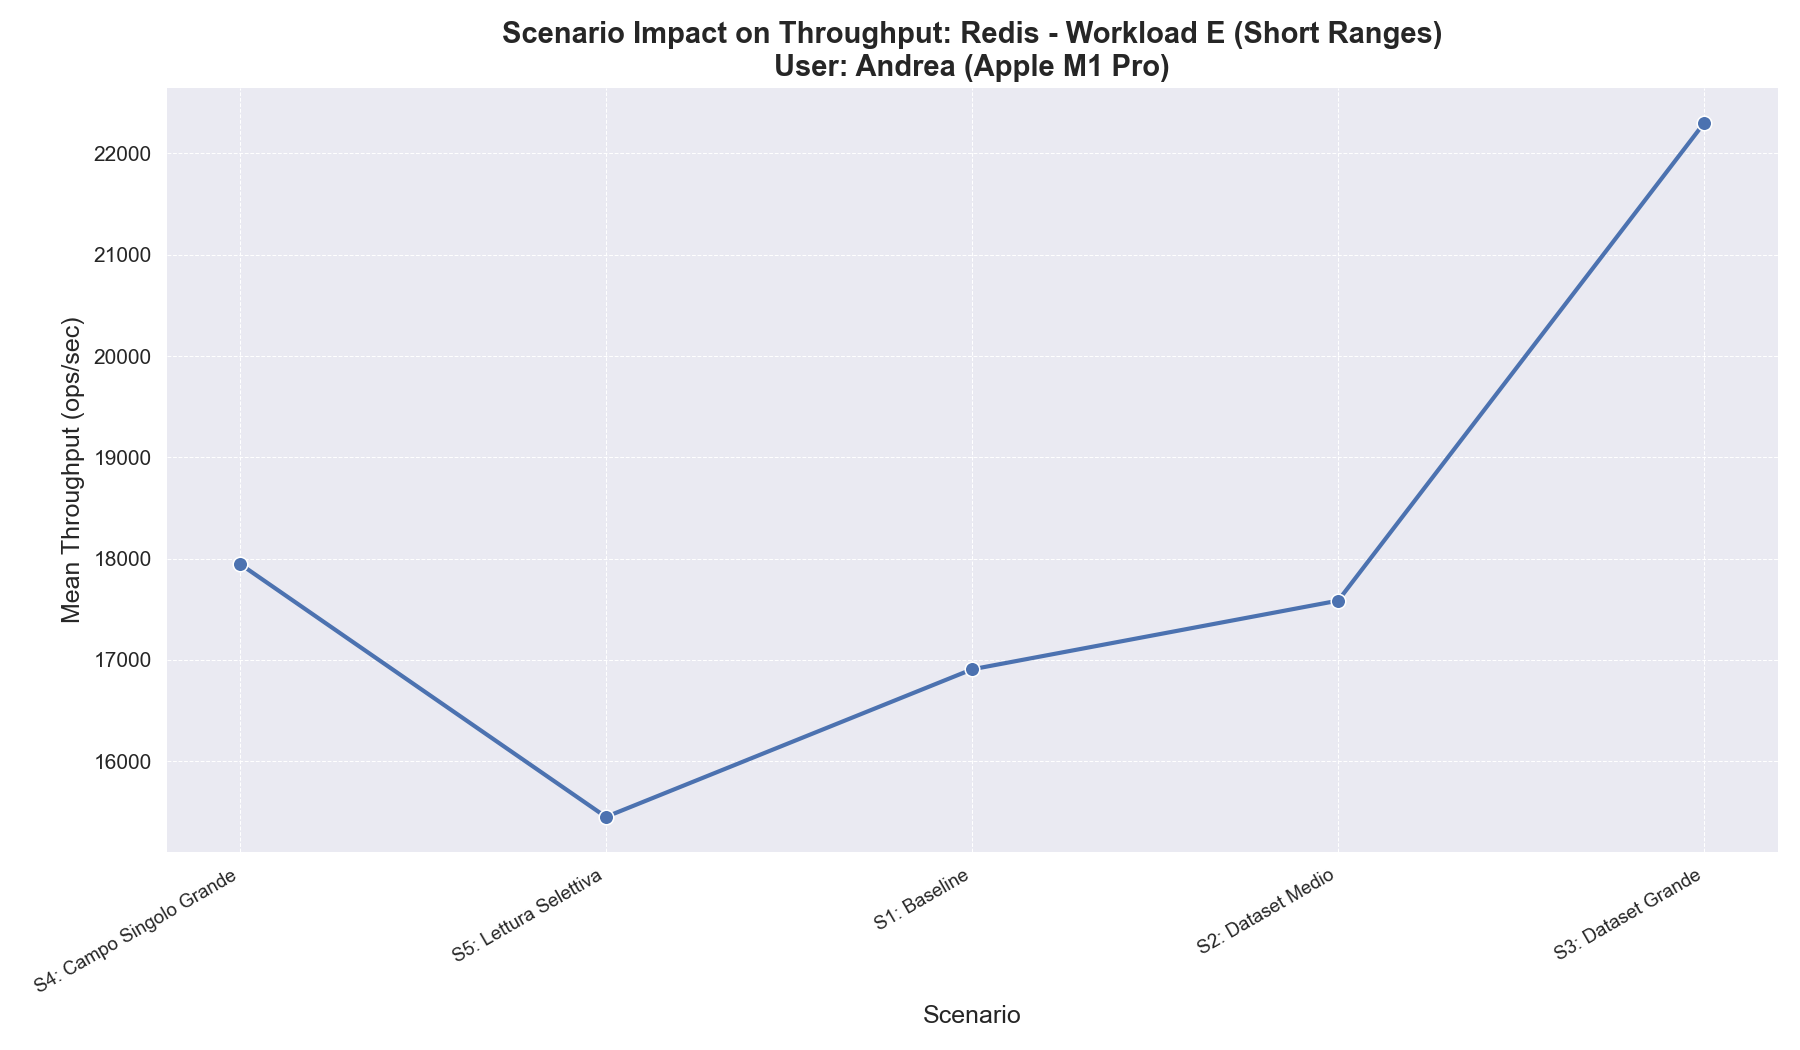 Scenario Impact on Throughput: Redis - Workload E (Short Ranges)
User: Andrea (Apple M1 Pro)
Mean Throughput (ops/sec)
22000
21000
20000
19000
18000
17000
16000
S4: Campo Singolo Grande
S5: Lettura Selettiva
S1: Baseline
S2: Dataset Medio
S3: Dataset Grande
Scenario